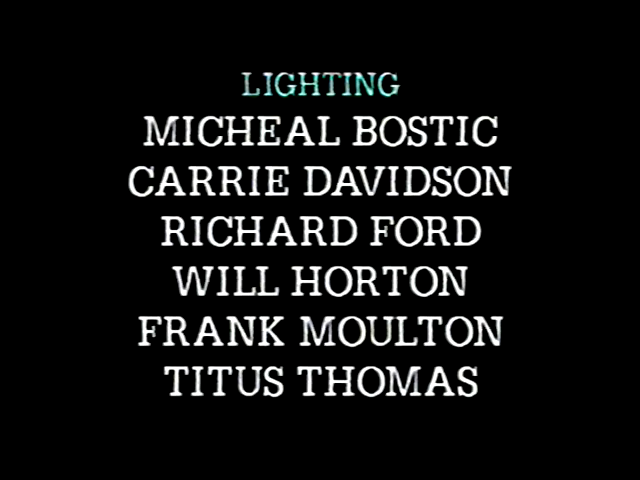 LIGHTING
MICHEAL BOSTIC
CARRIE DAVIDSON
RICHARD FORD
WILL HORTON
FRANK MOULTON
TITUS THOMAS